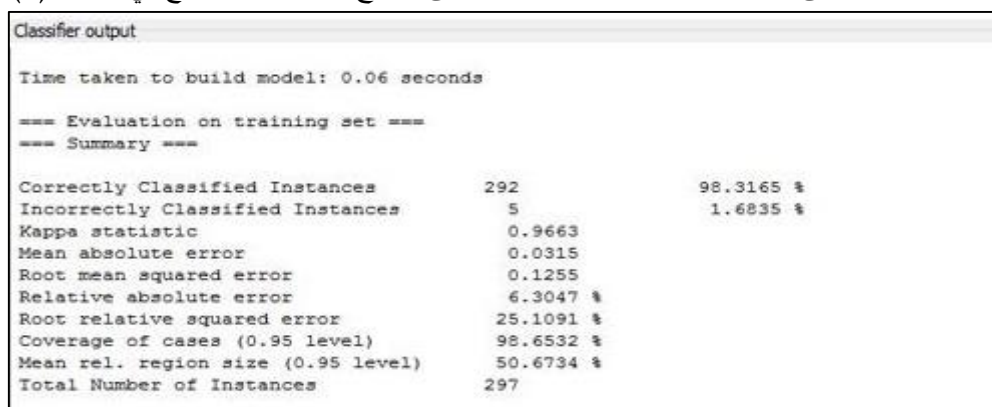 Classifier output
Time taken to build model: 0.06 seconds
=== Evaluation on training set ===
=== Summary ===
Correctly Classified Instances 292 98.3165 %
Incorrectly Classified Instances 5 1.6835 %
Kappa statistic 0.9663
Mean absolute error 0.0315
Root mean squared error 0.1255
Relative absolute error 6.3047 %
Root relative squared error 25.1091 %
Coverage of cases (0.95 level) 98.6532 %
Mean rel. region size (0.95 level) 50.6734 %
Total Number of Instances 297